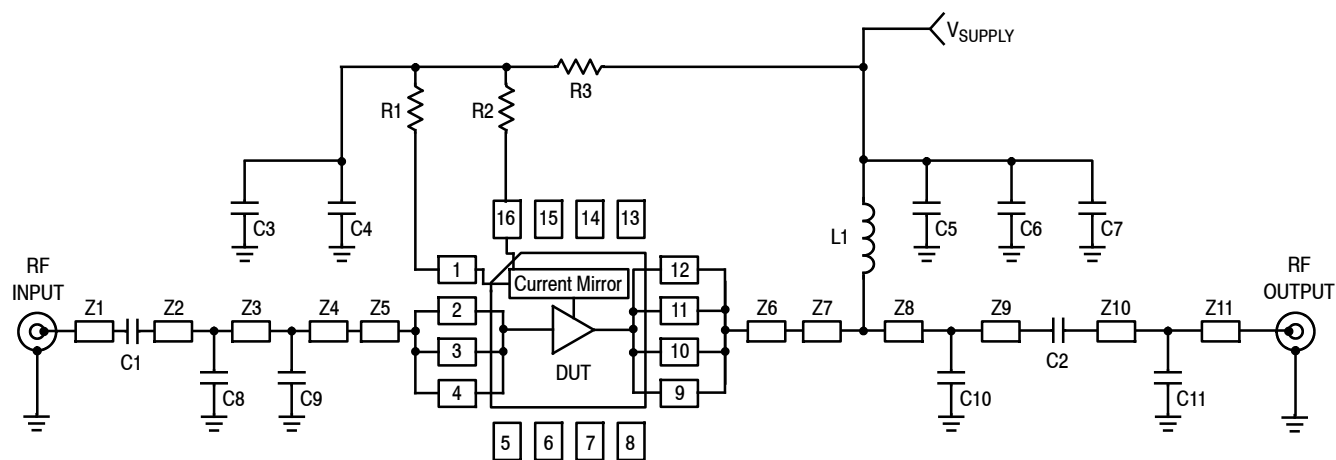 VSUPPLY
R3
R1
R2
C3
C4
16
15
14
13
L1
C5
C6
C7
RF
INPUT
RF
OUTPUT
1
Current Mirror
12
Z1
C1
Z2
Z3
Z4
Z5
2
11
Z6
Z7
Z8
Z9
C2
Z10
Z11
3
10
DUT
C8
C9
4
9
C10
C11
5
6
7
8